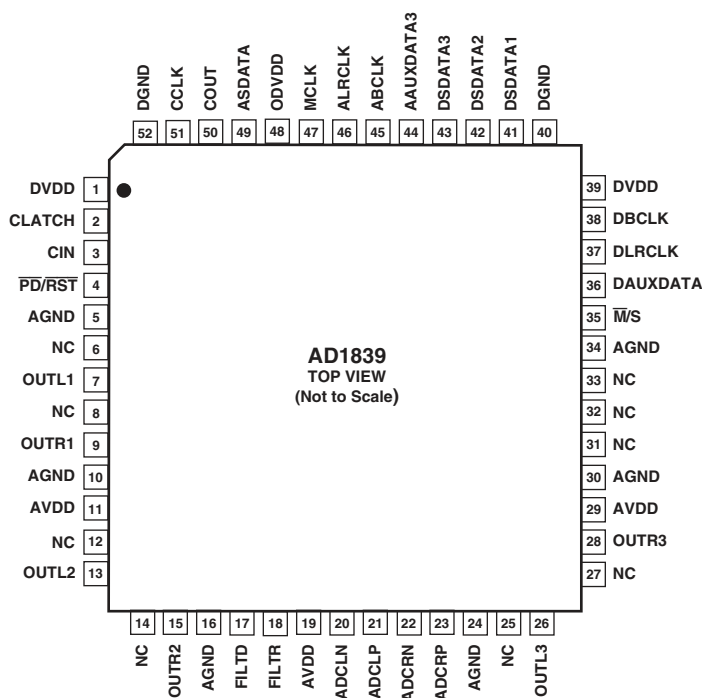 DGND
CCLK
COUT
ASDATA
ODVDD
MCLK
ALRCLK
ABCLK
AAUXDATA3
DSDATA3
DSDATA2
DSDATA1
DGND
52 51 50 49 48 47 46 45 44 43 42 41 40
DVDD 1
CLATCH 2
CIN 3
PD/RST 4
AGND 5
NC 6
OUTL1 7
NC 8
OUTR1 9
AGND 10
AVDD 11
NC 12
OUTL2 13
AD1839
TOP VIEW
(Not to Scale)
39 DVDD
38 DBCLK
37 DLRCLK
36 DAUXDATA
35 M/S
34 AGND
33 NC
32 NC
31 NC
30 AGND
29 AVDD
28 OUTR3
27 NC
14 15 16 17 18 19 20 21 22 23 24 25 26
NC
OUTR2
AGND
FILTD
FILTR
AVDD
ADCLN
ADCLP
ADCRN
ADCRP
AGND
NC
OUTL3